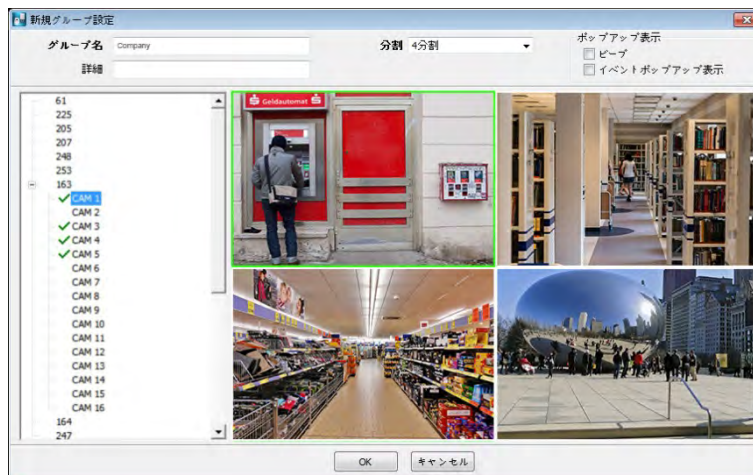 新規グループ設定
グループ名 Company 分割 4分割 ポップアップ表示
ビープ
詳細 イベントポップアップ表示
61
225
205
207
248
253
163
CAM 1
CAM 2
CAM 3
CAM 4
CAM 5
CAM 6
CAM 7
CAM 8
CAM 9
CAM 10
CAM 11
CAM 12
CAM 13
CAM 14
CAM 15
CAM 16
164
247
Geldautomat
OK キャンセル